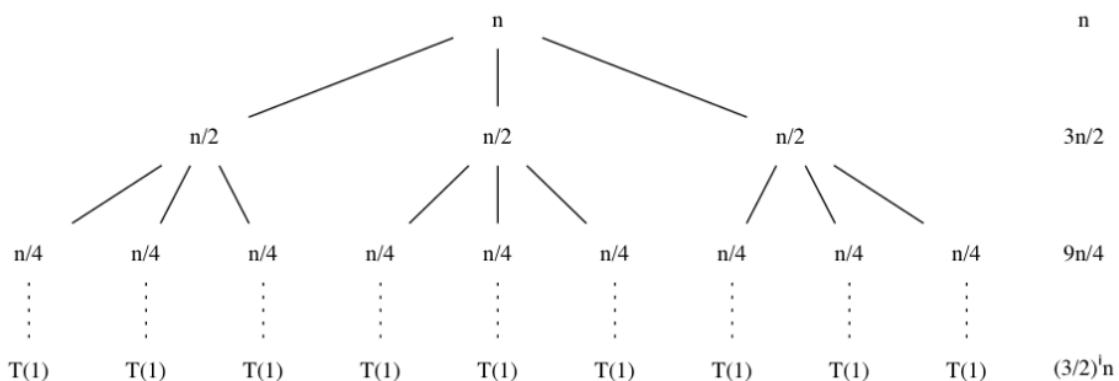 n n
n/2 n/2 n/2 3n/2
n/4 n/4 n/4 n/4 n/4 n/4 n/4 n/4 n/4 9n/4
T(1) T(1) T(1) T(1) T(1) T(1) T(1) T(1) T(1) (3/2)ⁱn